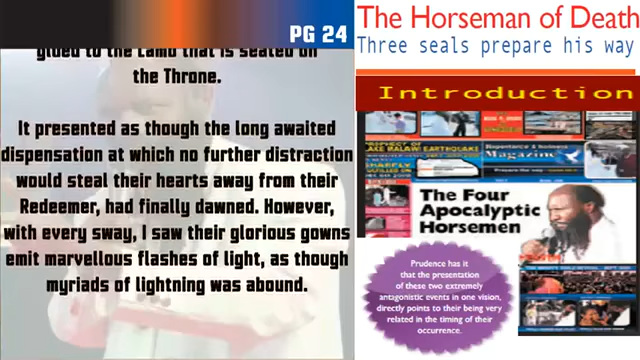 PG 24
glued to the Lamb that is seated on
the Throne.
It presented as though the long awaited
dispensation at which no further distraction
would steal their hearts away from their
Redeemer, had finally dawned. However,
with every sway, I saw their glorious gowns
emit marvellous flashes of light, as though
myriads of lightning was abound.
The Horseman of Death
Three seals prepare his way
Introduction
LAKE MALAWI EARTHQUAKE
Repentance & Holiness
Magazine
The Four
Apocalyptic
Horsemen
Prudence has it
that the presentation
of these two extremely
antagonistic events in one vision,
directly points to their being very
related in the timing of their
occurrence.